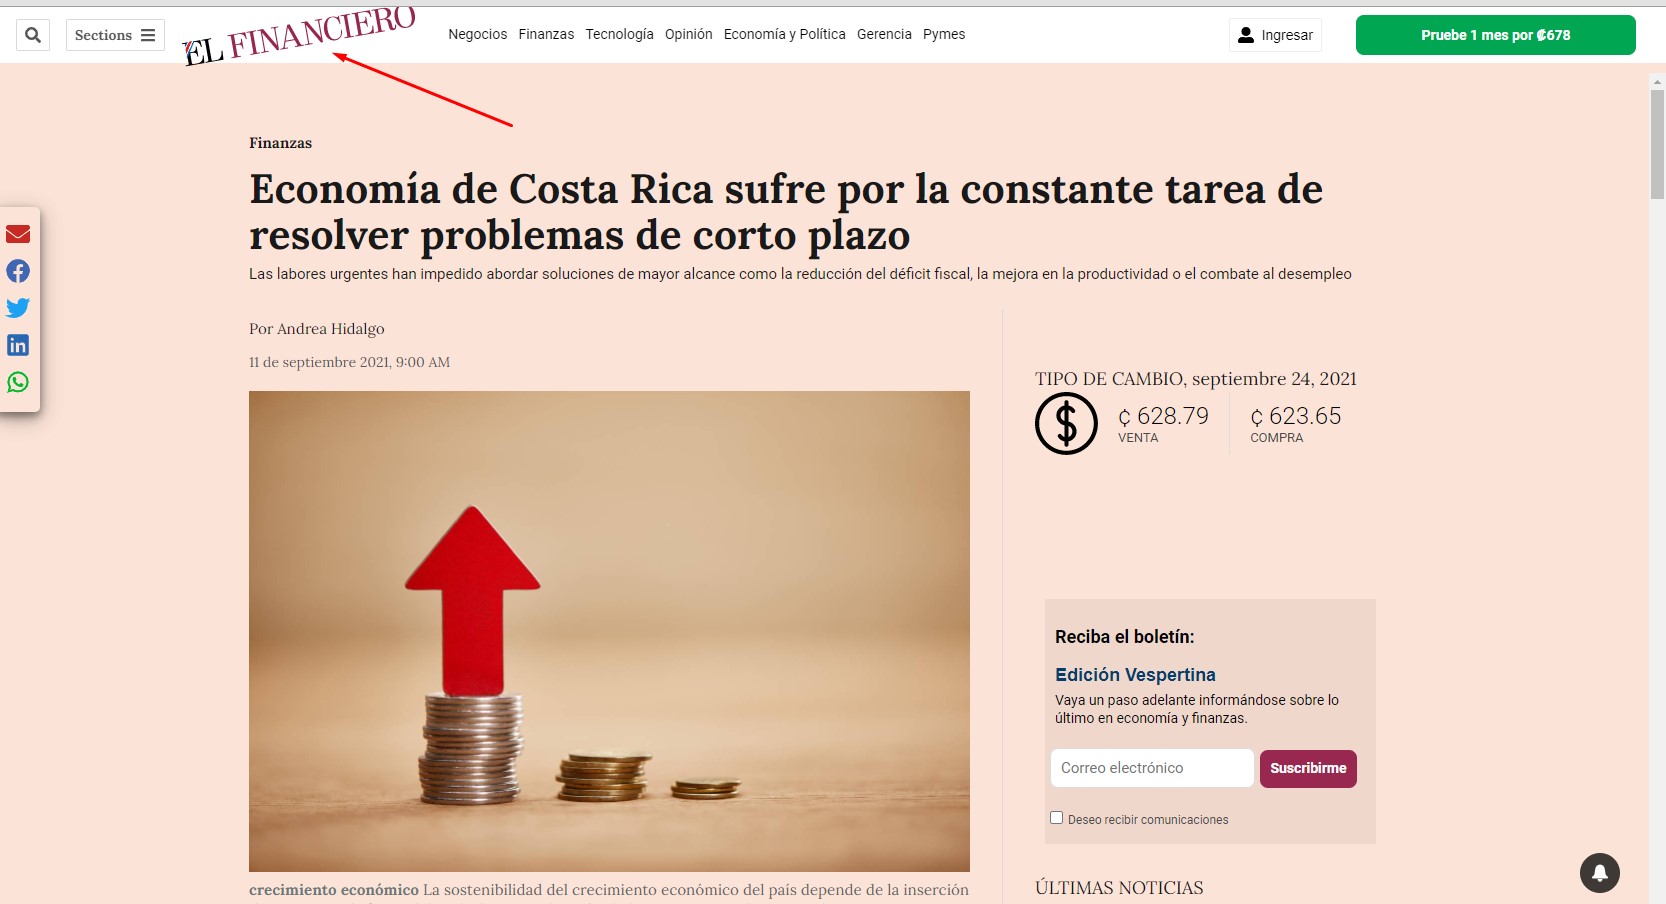 Sections
EL FINANCIERO
Negocios Finanzas Tecnología Opinión Economía y Política Gerencia Pymes
Ingresar
Pruebe 1 mes por ₡678
Finanzas
Economía de Costa Rica sufre por la constante tarea de
resolver problemas de corto plazo
Las labores urgentes han impedido abordar soluciones de mayor alcance como la reducción del déficit fiscal, la mejora en la productividad o el combate al desempleo
Por Andrea Hidalgo
11 de septiembre 2021, 9:00 AM
TIPO DE CAMBIO, septiembre 24, 2021
$
₵ 628.79
VENTA
₵ 623.65
COMPRA
Reciba el boletín:
Edición Vespertina
Vaya un paso adelante informándose sobre lo
último en economía y finanzas.
Correo electrónico
Suscribirme
Deseo recibir comunicaciones
crecimiento económico La sostenibilidad del crecimiento económico del país depende de la inserción
ÚLTIMAS NOTICIAS